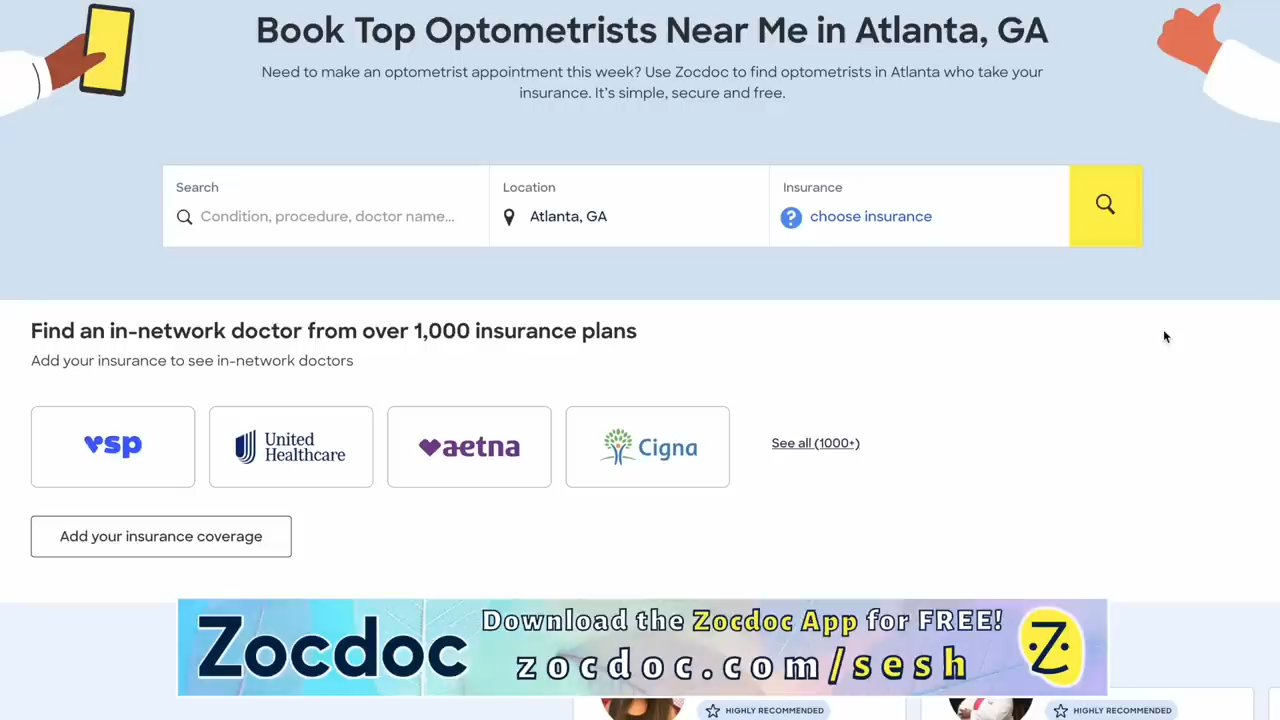 Book Top Optometrists Near Me in Atlanta, GA
Need to make an optometrist appointment this week? Use Zocdoc to find optometrists in Atlanta who take your
insurance. It's simple, secure and free.
Search
Condition, procedure, doctor name...
Location
Atlanta, GA
Insurance
? choose insurance
Find an in-network doctor from over 1,000 insurance plans
Add your insurance to see in-network doctors
vsp
United
Healthcare
aetna
Cigna
See all (1000+)
Add your insurance coverage
Zocdoc
Download the Zocdoc App for FREE!
zocdoc.com/sesh
Z
HIGHLY RECOMMENDED
HIGHLY RECOMMENDED